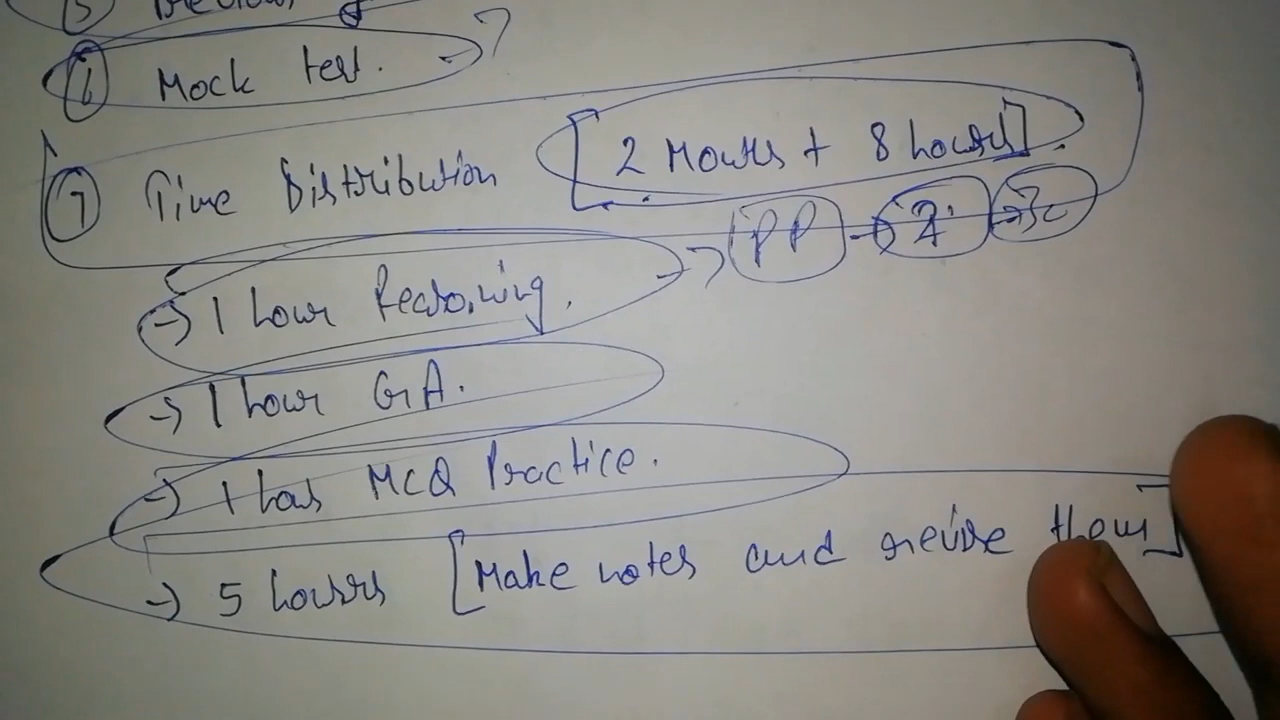 ⑥ Mock test. →
⑦ Time Distribution [2 Hours + 8 hours].
→ 1 hour Reasoning. → PP →
→ 1 hour GA.
→ 1 hour MCQ Practice.
→ 5 hours [Make notes and revise them]